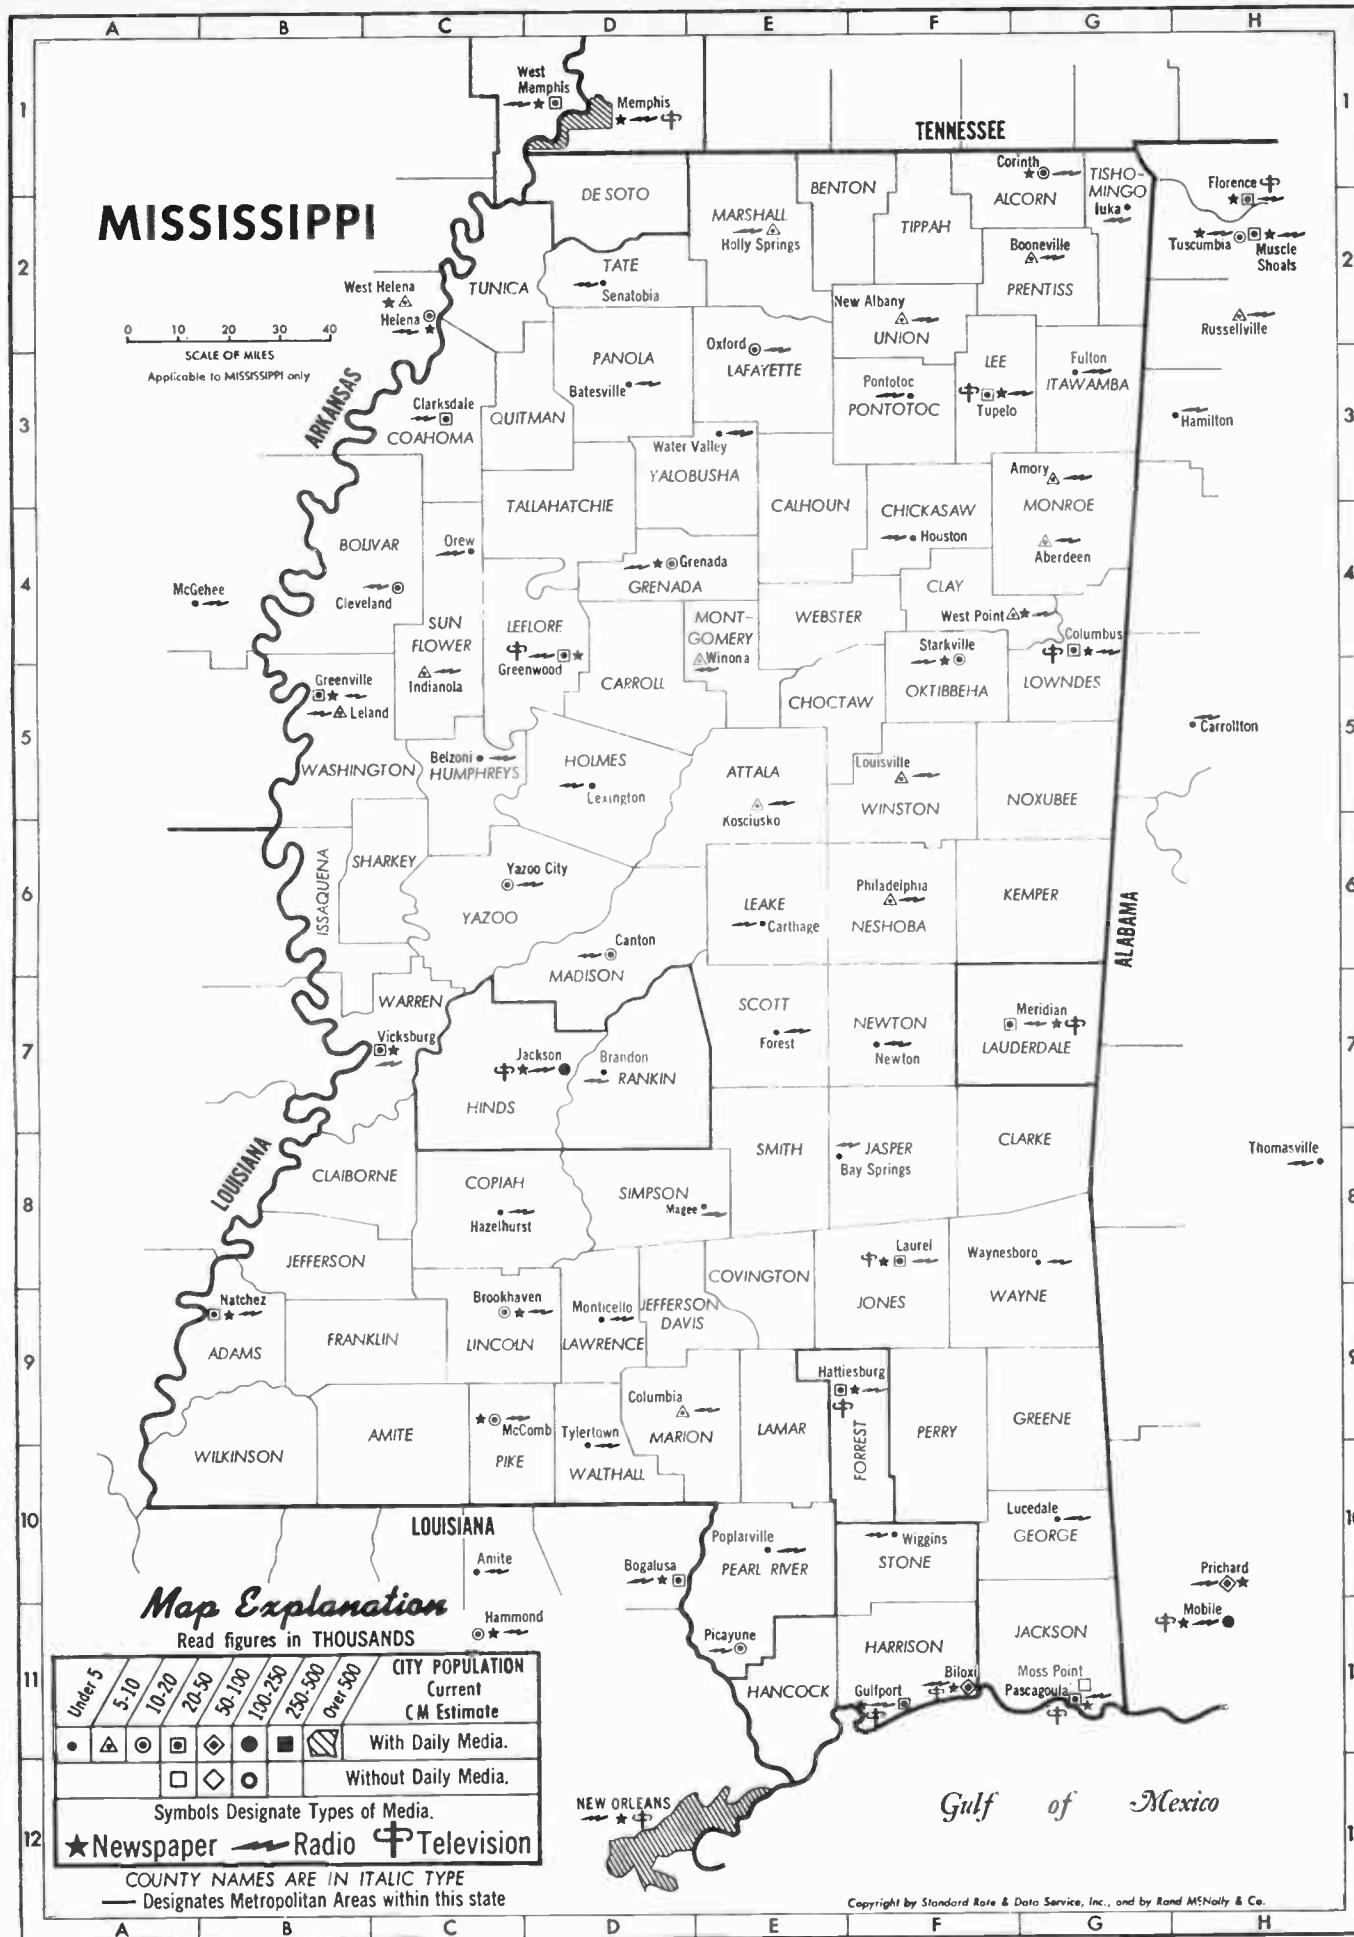 A B C D E F G H
1 1
West
Memphis
Memphis
TENNESSEE
Corinth
ALCORN
TISHO-
MINGO
Iuka
Florence
DE SOTO
BENTON
MARSHALL
Holly Springs
TIPPAH
MISSISSIPPI
Tuscumbia
Muscle
Shoals
2 2
Booneville
PRENTISS
TATE
Senatobia
TUNICA
West Helena
Helena
New Albany
UNION
Russellville
0 10 20 30 40
SCALE OF MILES
Applicable to MISSISSIPPI only
Oxford
LAFAYETTE
PANOLA
Batesville
LEE
Tupelo
Fulton
ITAWAMBA
ARKANSAS
3 3
Clarksdale
COAHOMA
QUITMAN
Pontotoc
PONTOTOC
Hamilton
Water Valley
YALOBUSHA
Amory
MONROE
Aberdeen
TALLAHATCHIE
CALHOUN
CHICKASAW
Houston
BOLIVAR
Drew
Cleveland
4 4
McGehee
Grenada
GRENADA
CLAY
West Point
SUN
FLOWER
Indianola
LEFLORE
Greenwood
MONT-
GOMERY
Winona
WEBSTER
Starkville
OKTIBBEHA
Columbus
LOWNDES
Greenville
Leland
CARROLL
CHOCTAW
5 5
Carrollton
WASHINGTON
Belzoni
HUMPHREYS
HOLMES
Lexington
ATTALA
Kosciusko
Louisville
WINSTON
NOXUBEE
ISSAQUENA
SHARKEY
Yazoo City
YAZOO
6 6
LEAKE
Carthage
Philadelphia
NESHOBA
KEMPER
ALABAMA
Canton
MADISON
WARREN
Vicksburg
7 7
SCOTT
Forest
NEWTON
Newton
Meridian
LAUDERDALE
Jackson
HINDS
Brandon
RANKIN
LOUISIANA
CLAIBORNE
SMITH
JASPER
Bay Springs
CLARKE
Thomasville
8 8
COPIAH
Hazelhurst
SIMPSON
Magee
JEFFERSON
COVINGTON
Laurel
JONES
Waynesboro
WAYNE
Natchez
ADAMS
FRANKLIN
Brookhaven
LINCOLN
Monticello
LAWRENCE
JEFFERSON
DAVIS
9 9
Hattiesburg
FORREST
Columbia
MARION
LAMAR
PERRY
GREENE
WILKINSON
AMITE
McComb
PIKE
Tylertown
WALTHALL
10 10
LOUISIANA
Poplarville
PEARL RIVER
Wiggins
STONE
Lucedale
GEORGE
Amite
Bogalusa
Prichard
Mobile
Hammond
Picayune
HANCOCK
HARRISON
Biloxi
Gulfport
JACKSON
Moss Point
Pascagoula
11
Map Explanation
Read figures in THOUSANDS
Under 5
5-10
10-20
20-50
50-100
100-250
250-500
Over 500
CITY POPULATION
Current
CM Estimate
With Daily Media.
Without Daily Media.
Symbols Designate Types of Media.
Newspaper Radio Television
12
NEW ORLEANS
Gulf of Mexico
COUNTY NAMES ARE IN ITALIC TYPE
Designates Metropolitan Areas within this state
Copyright by Standard Rate & Data Service, Inc., and by Rand McNally & Co.
A B C D E F G H